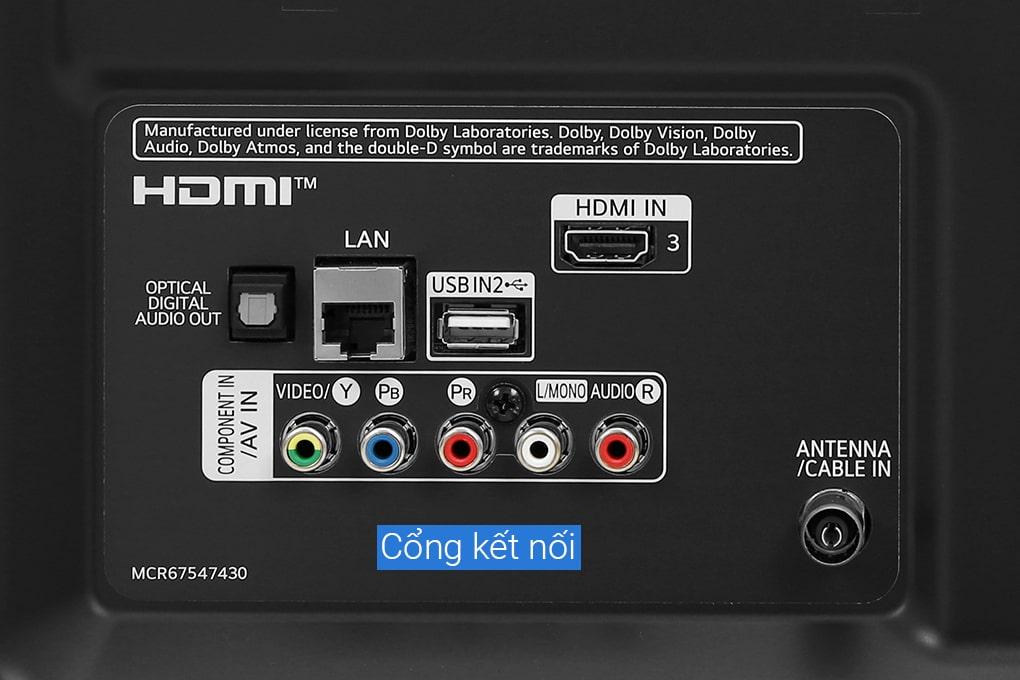 Manufactured under license from Dolby Laboratories. Dolby, Dolby Vision, Dolby
Audio, Dolby Atmos, and the double-D symbol are trademarks of Dolby Laboratories.
HDMI™
HDMI IN
3
LAN
USB IN2
OPTICAL
DIGITAL
AUDIO OUT
COMPONENT IN
/AV IN
VIDEO/ Y PB PR L/MONO AUDIO R
ANTENNA
/CABLE IN
Cổng kết nối
MCR67547430